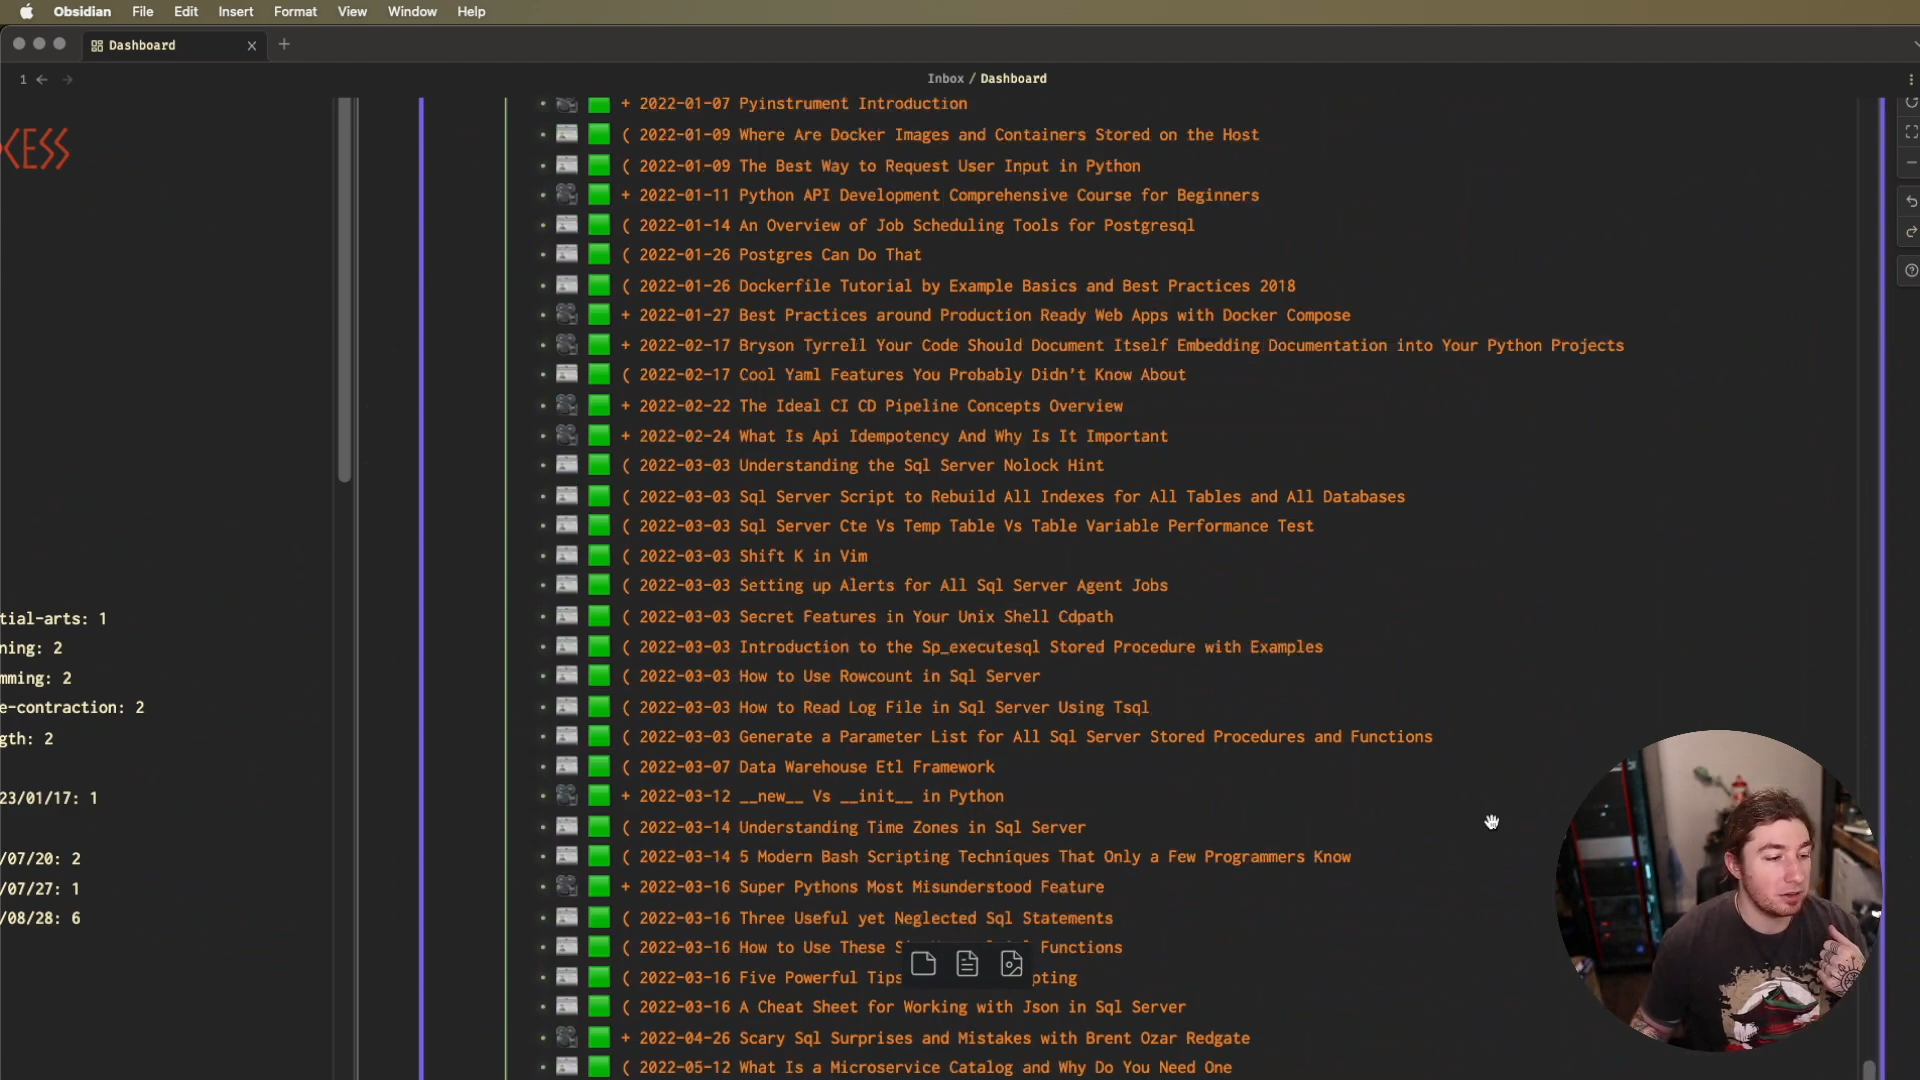 Obsidian File Edit Insert Format View Window Help
Dashboard
1
Inbox / Dashboard
CESS
tial-arts: 1
ning: 2
mming: 2
e-contraction: 2
gth: 2
23/01/17: 1
/07/20: 2
/07/27: 1
/08/28: 6
+ 2022-01-07 Pyinstrument Introduction
( 2022-01-09 Where Are Docker Images and Containers Stored on the Host
( 2022-01-09 The Best Way to Request User Input in Python
+ 2022-01-11 Python API Development Comprehensive Course for Beginners
( 2022-01-14 An Overview of Job Scheduling Tools for Postgresql
( 2022-01-26 Postgres Can Do That
( 2022-01-26 Dockerfile Tutorial by Example Basics and Best Practices 2018
+ 2022-01-27 Best Practices around Production Ready Web Apps with Docker Compose
+ 2022-02-17 Bryson Tyrrell Your Code Should Document Itself Embedding Documentation into Your Python Projects
( 2022-02-17 Cool Yaml Features You Probably Didn't Know About
+ 2022-02-22 The Ideal CI CD Pipeline Concepts Overview
+ 2022-02-24 What Is Api Idempotency And Why Is It Important
( 2022-03-03 Understanding the Sql Server Nolock Hint
( 2022-03-03 Sql Server Script to Rebuild All Indexes for All Tables and All Databases
( 2022-03-03 Sql Server Cte Vs Temp Table Vs Table Variable Performance Test
( 2022-03-03 Shift K in Vim
( 2022-03-03 Setting up Alerts for All Sql Server Agent Jobs
( 2022-03-03 Secret Features in Your Unix Shell Cdpath
( 2022-03-03 Introduction to the Sp_executesql Stored Procedure with Examples
( 2022-03-03 How to Use Rowcount in Sql Server
( 2022-03-03 How to Read Log File in Sql Server Using Tsql
( 2022-03-03 Generate a Parameter List for All Sql Server Stored Procedures and Functions
( 2022-03-07 Data Warehouse Etl Framework
+ 2022-03-12 __new__ Vs __init__ in Python
( 2022-03-14 Understanding Time Zones in Sql Server
( 2022-03-14 5 Modern Bash Scripting Techniques That Only a Few Programmers Know
+ 2022-03-16 Super Pythons Most Misunderstood Feature
( 2022-03-16 Three Useful yet Neglected Sql Statements
( 2022-03-16 How to Use These Functions
( 2022-03-16 Five Powerful Tips pting
( 2022-03-16 A Cheat Sheet for Working with Json in Sql Server
+ 2022-04-26 Scary Sql Surprises and Mistakes with Brent Ozar Redgate
( 2022-05-12 What Is a Microservice Catalog and Why Do You Need One